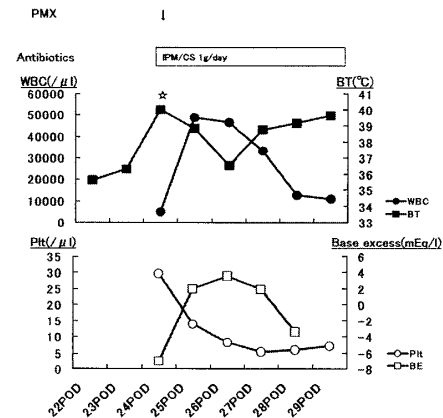 PMX ↓
Antibiotics IPM/CS 1g/day
WBC(/μl) BT(℃)
60000 41
50000 40
40000 39
30000 38
37
20000 36
10000 35
34
0 33
☆
WBC
BT
Plt(/μl) Base excess(mEq/l)
35 6
30 4
25 2
20 0
15 -2
10 -4
5 -6
0 -8
Plt
BE
22POD 23POD 24POD 25POD 26POD 27POD 28POD 29POD